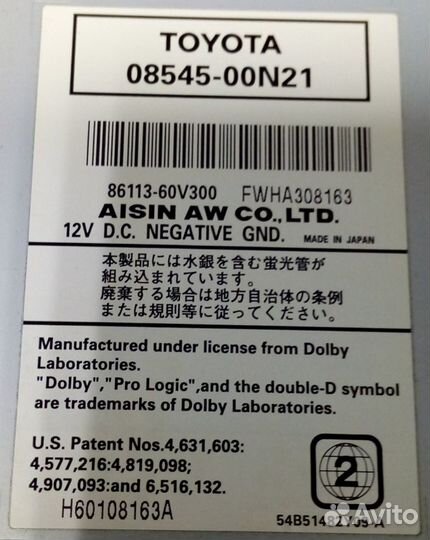 TOYOTA
08545-00N21
86113-60V300 FWHA308163
AISIN AW CO.,LTD.
12V D.C. NEGATIVE GND. MADE IN JAPAN
本製品には水銀を含む蛍光管が
組み込まれています。
廃棄する場合は地方自治体の条例
または規則等に従ってください。
Manufactured under license from Dolby
Laboratories.
"Dolby","Pro Logic",and the double-D symbol
are trademarks of Dolby Laboratories.
U.S. Patent Nos.4,631,603:
4,577,216:4,819,098;
4,907,093:and 6,516,132.
2
H60108163A
Avito